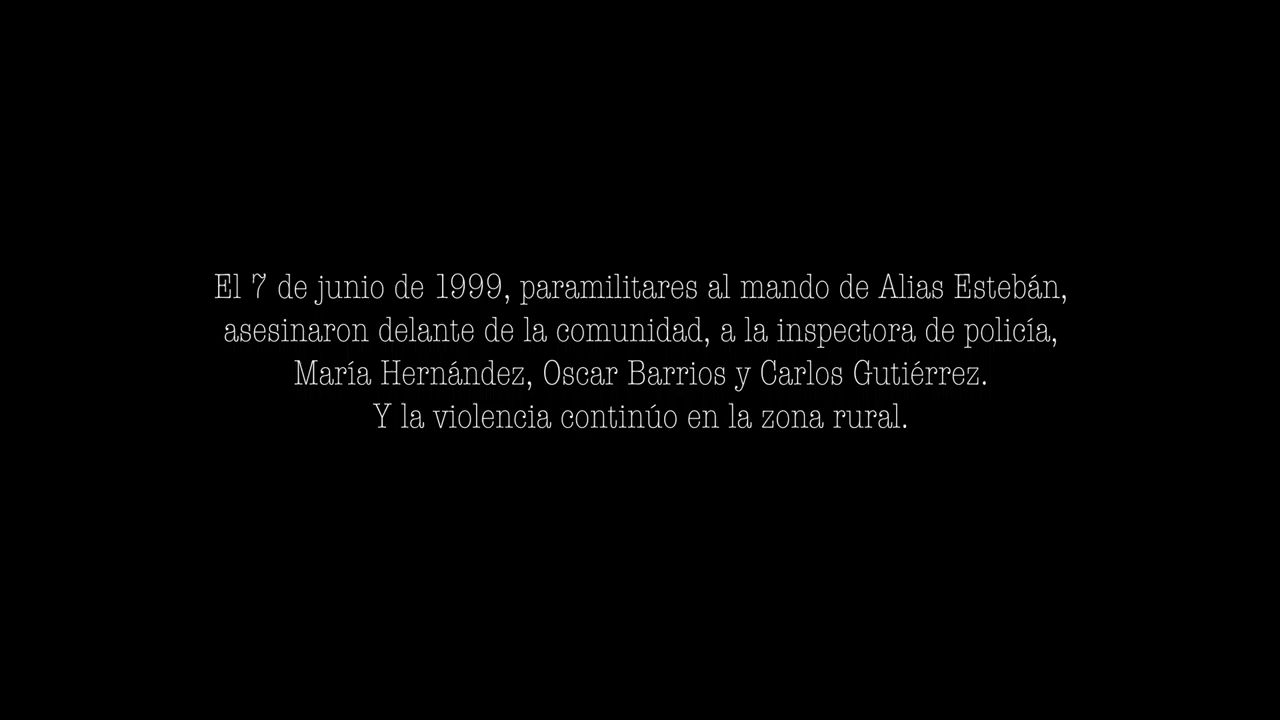 El 7 de junio de 1999, paramilitares al mando de Alias Estebán,
asesinaron delante de la comunidad, a la inspectora de policía,
María Hernández, Oscar Barrios y Carlos Gutiérrez.
Y la violencia continúo en la zona rural.